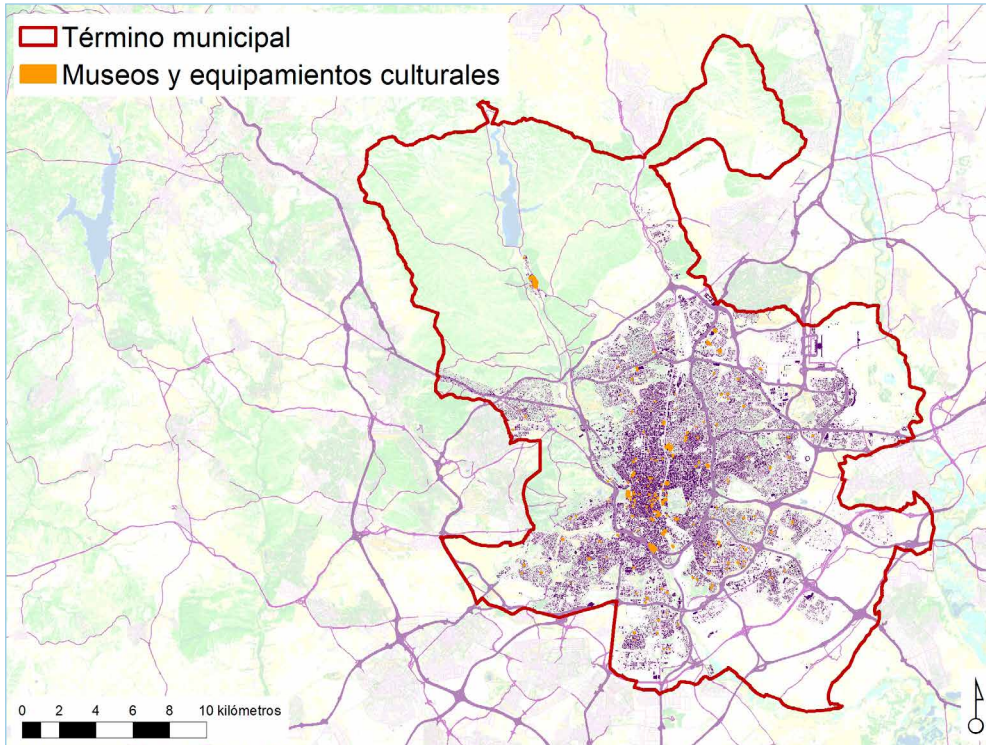 Término municipal
Museos y equipamientos culturales
0 2 4 6 8 10 kilómetros